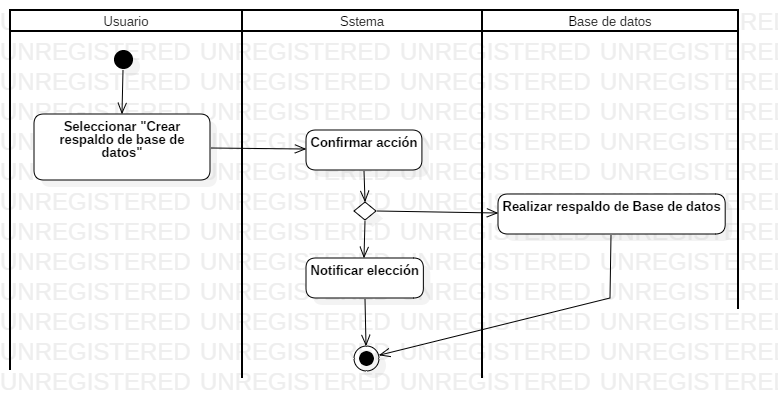 Usuario
Sstema
Base de datos
UNREGISTERED UNREGISTERED UNREGISTERED UNREGISTERED
Seleccionar "Crear
respaldo de base de
datos"
Confirmar acción
Realizar respaldo de Base de datos
Notificar elección